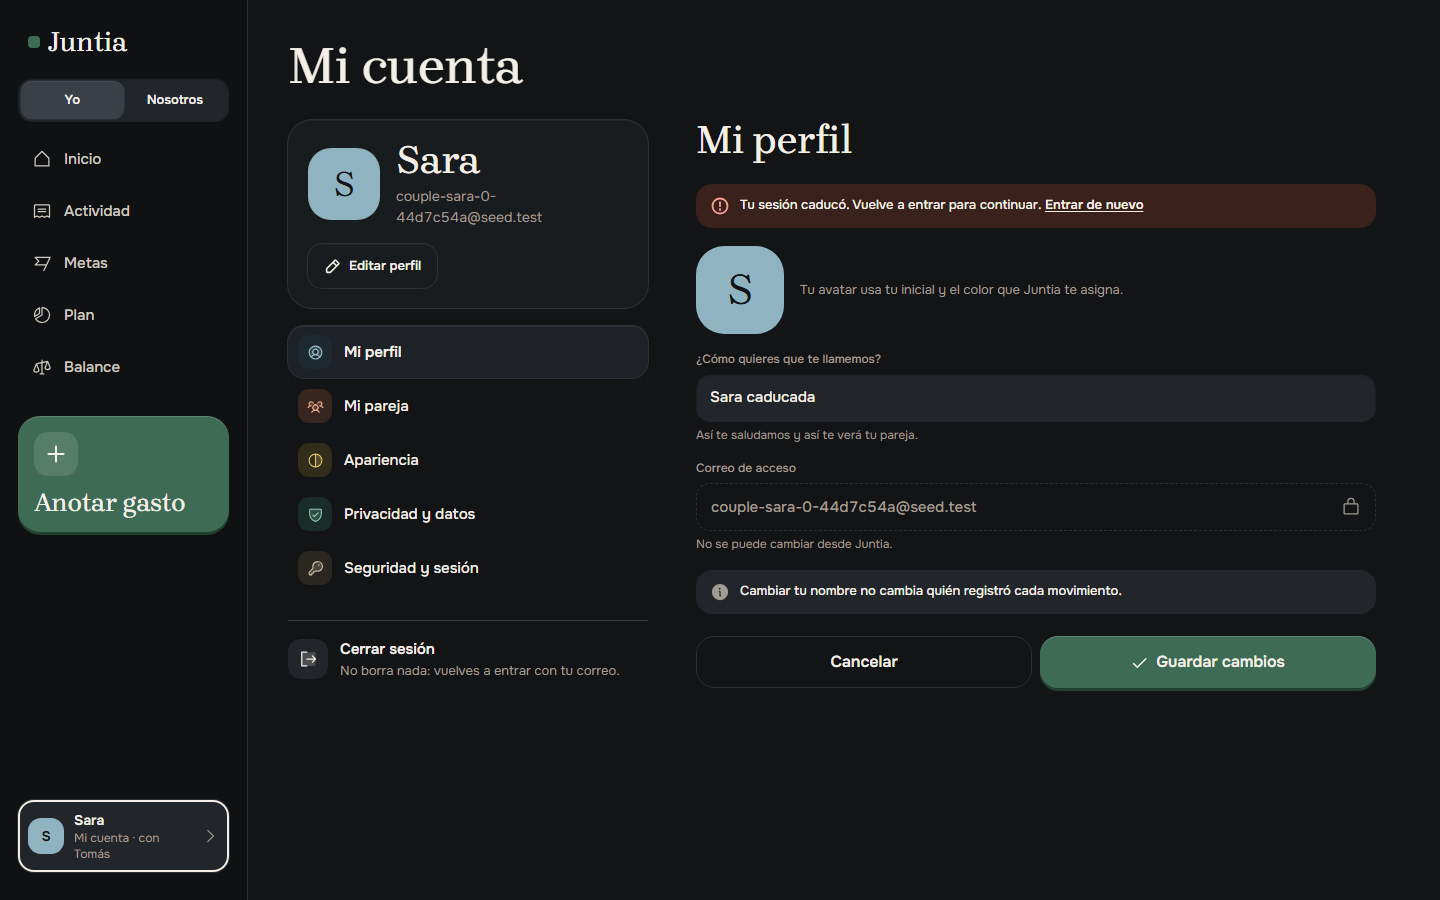 Juntia
Yo
Nosotros
Inicio
Actividad
Metas
Plan
Balance
Anotar gasto
S
Sara
Mi cuenta · con
Tomás
Mi cuenta
S
Sara
couple-sara-0-
44d7c54a@seed.test
Editar perfil
Mi perfil
Mi pareja
Apariencia
Privacidad y datos
Seguridad y sesión
Cerrar sesión
No borra nada: vuelves a entrar con tu correo.
Mi perfil
Tu sesión caducó. Vuelve a entrar para continuar. Entrar de nuevo
S
Tu avatar usa tu inicial y el color que Juntia te asigna.
¿Cómo quieres que te llamemos?
Sara caducada
Así te saludamos y así te verá tu pareja.
Correo de acceso
couple-sara-0-44d7c54a@seed.test
No se puede cambiar desde Juntia.
Cambiar tu nombre no cambia quién registró cada movimiento.
Cancelar
Guardar cambios